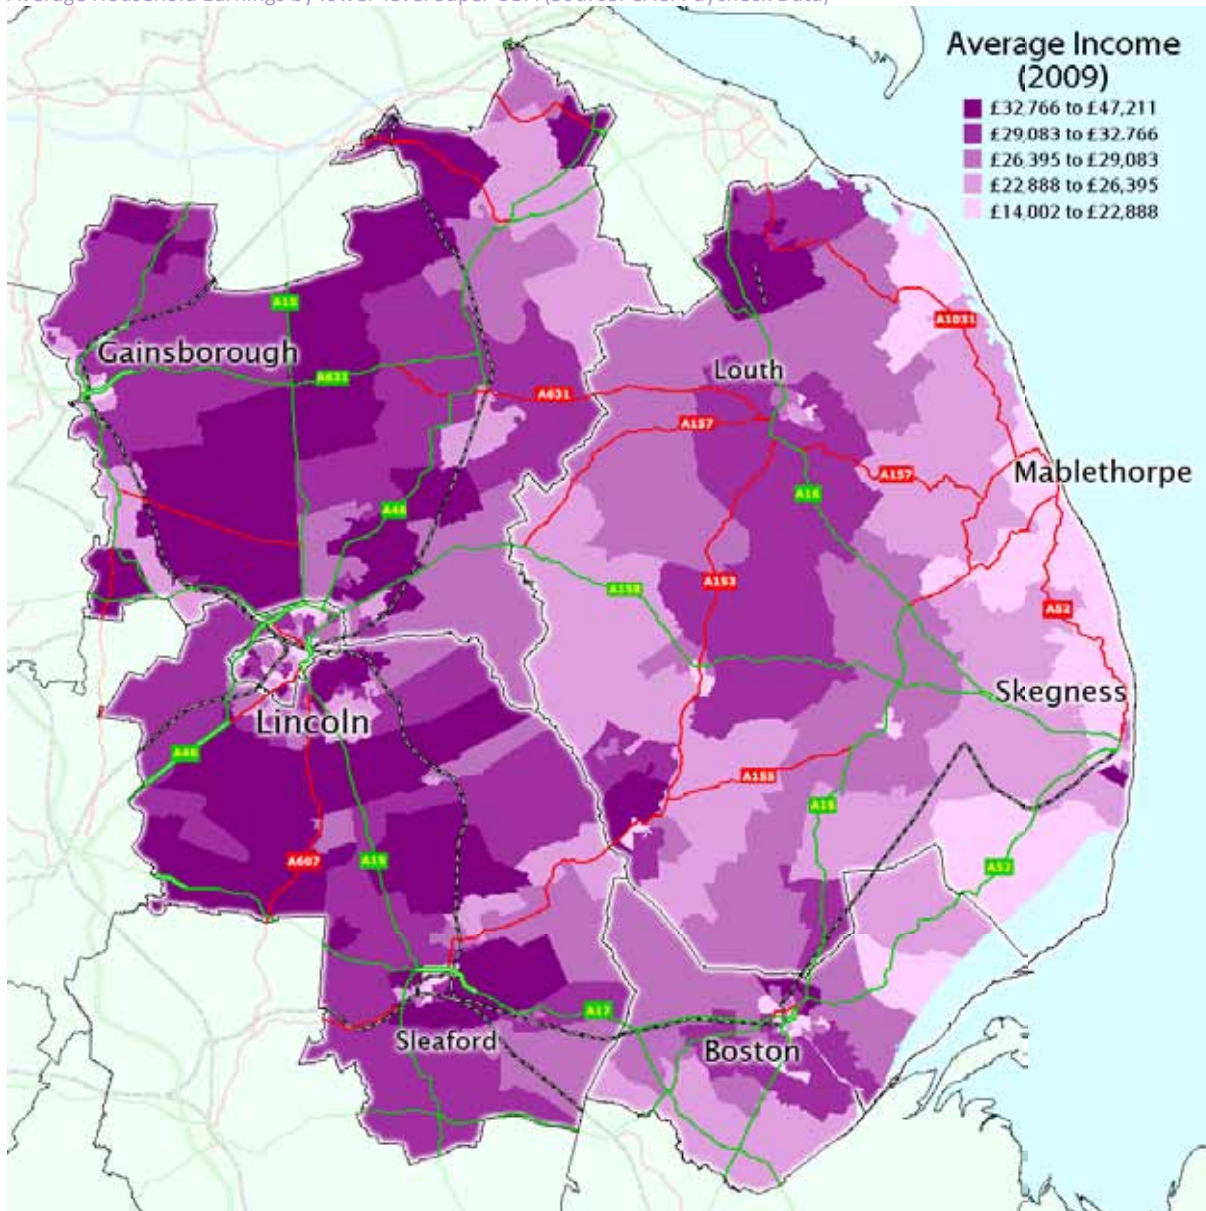 Average Income
(2009)
£32,766 to £47,211
£29,083 to £32.766
£26,395 to £29,083
£22,888 to £26,395
£14,002 to £22,888
A15
A1031
Gainsborough
A631
Louth
A631
A157
Mablethorpe
A157
A16
A46
A153
A158
A52
Skegness
Lincoln
A46
A155
A16
A607
A15
A52
A17
Sleaford
Boston